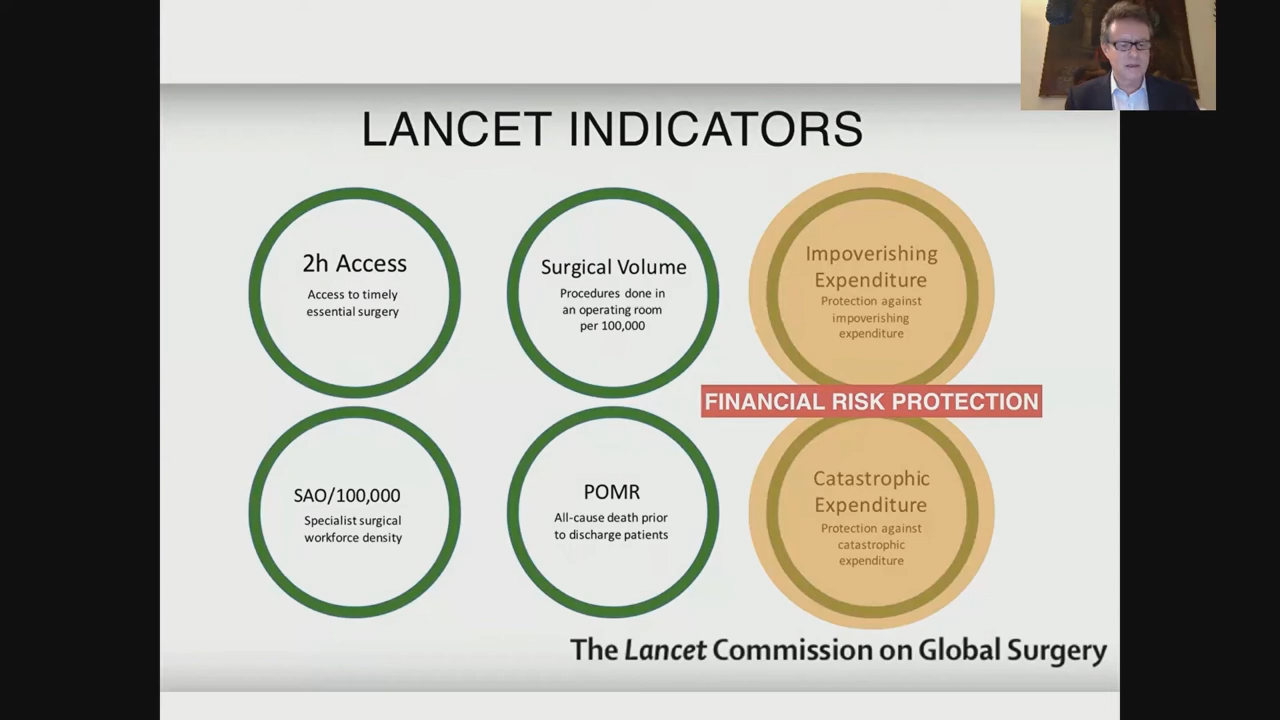 LANCET INDICATORS
2h Access
Access to timely
essential surgery
Surgical Volume
Procedures done in
an operating room
per 100,000
Impoverishing
Expenditure
Protection against
impoverishing
expenditure
FINANCIAL RISK PROTECTION
SAO/100,000
Specialist surgical
workforce density
POMR
All-cause death prior
to discharge patients
Catastrophic
Expenditure
Protection against
catastrophic
expenditure
The Lancet Commission on Global Surgery